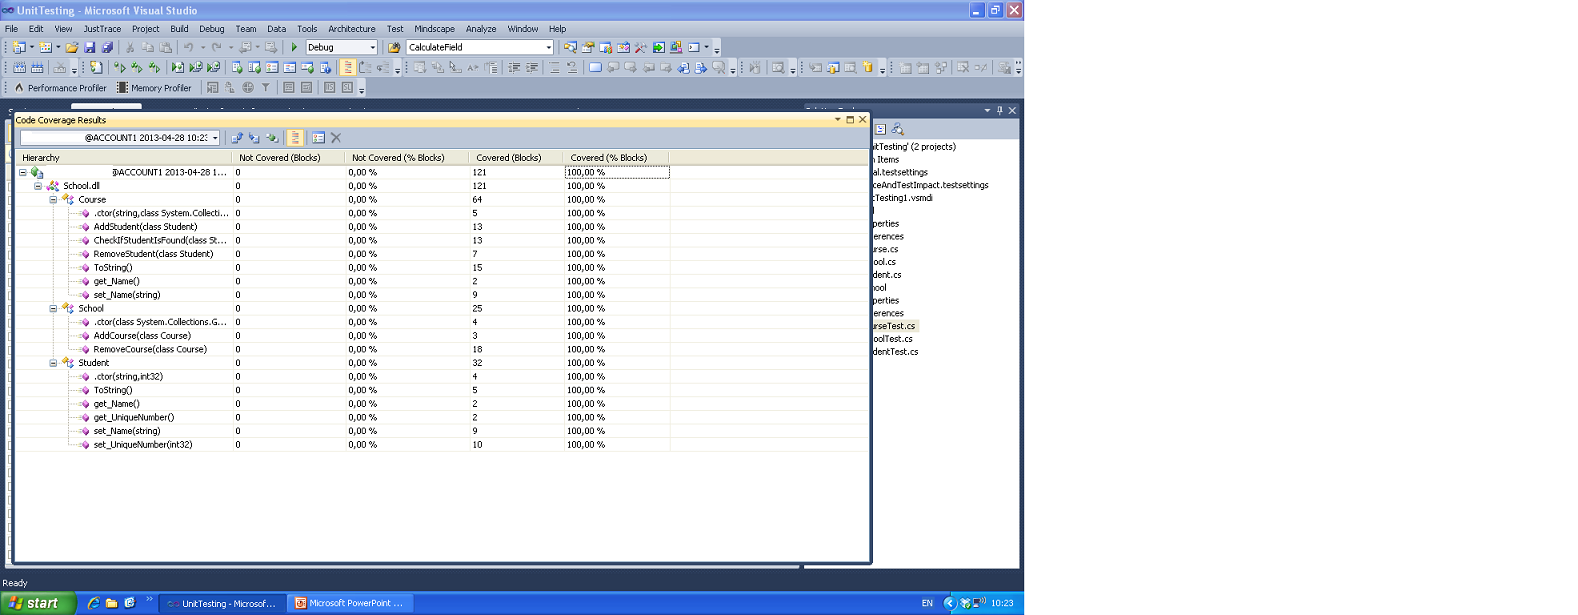 UnitTesting - Microsoft Visual Studio
File Edit View JustTrace Project Build Debug Team Data Tools Architecture Test Mindscape Analyze Window Help
Debug CalculateField
Performance Profiler Memory Profiler
Code Coverage Results
@ACCOUNT1 2013-04-28 10:23
Hierarchy Not Covered (Blocks) Not Covered (% Blocks) Covered (Blocks) Covered (% Blocks)
@ACCOUNT1 2013-04-28 1... 0 0,00 % 121 100,00 %
School.dll 0 0,00 % 121 100,00 %
Course 0 0,00 % 64 100,00 %
.ctor(string,class System.Collecti... 0 0,00 % 5 100,00 %
AddStudent(class Student) 0 0,00 % 13 100,00 %
CheckIfStudentIsFound(class St... 0 0,00 % 13 100,00 %
RemoveStudent(class Student) 0 0,00 % 7 100,00 %
ToString() 0 0,00 % 15 100,00 %
get_Name() 0 0,00 % 2 100,00 %
set_Name(string) 0 0,00 % 9 100,00 %
School 0 0,00 % 25 100,00 %
.ctor(class System.Collections.G... 0 0,00 % 4 100,00 %
AddCourse(class Course) 0 0,00 % 3 100,00 %
RemoveCourse(class Course) 0 0,00 % 18 100,00 %
Student 0 0,00 % 32 100,00 %
.ctor(string,int32) 0 0,00 % 4 100,00 %
ToString() 0 0,00 % 5 100,00 %
get_Name() 0 0,00 % 2 100,00 %
get_UniqueNumber() 0 0,00 % 2 100,00 %
set_Name(string) 0 0,00 % 9 100,00 %
set_UniqueNumber(int32) 0 0,00 % 10 100,00 %
nitTesting' (2 projects)
n Items
al.testsettings
ceAndTestImpact.testsettings
Testing1.vsmdi
perties
erences
urse.cs
hool.cs
dent.cs
hool
perties
erences
urseTest.cs
oolTest.cs
dentTest.cs
Ready
start UnitTesting - Microsof... Microsoft PowerPoint ... EN 10:23